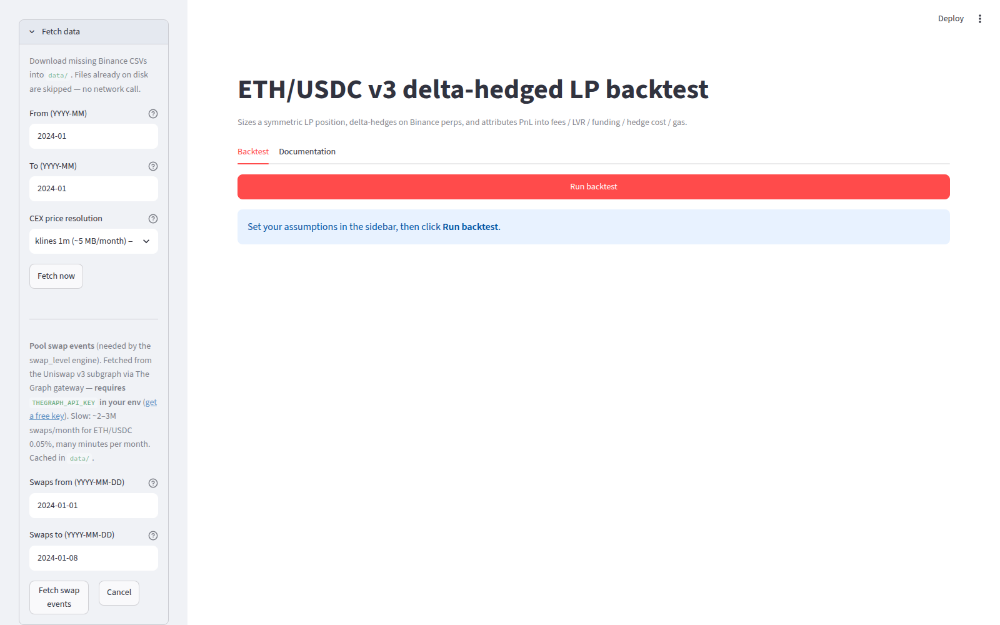 Fetch data
Download missing Binance CSVs
into data/ . Files already on disk
are skipped — no network call.
From (YYYY-MM)
2024-01
To (YYYY-MM)
2024-01
CEX price resolution
klines 1m (~5 MB/month) –
Fetch now
Pool swap events (needed by the
swap_level engine). Fetched from
the Uniswap v3 subgraph via The
Graph gateway — requires
THEGRAPH_API_KEY in your env (get
a free key). Slow: ~2–3M
swaps/month for ETH/USDC
0.05%, many minutes per month.
Cached in data/ .
Swaps from (YYYY-MM-DD)
2024-01-01
Swaps to (YYYY-MM-DD)
2024-01-08
Fetch swap
events
Cancel
Deploy
ETH/USDC v3 delta-hedged LP backtest
Sizes a symmetric LP position, delta-hedges on Binance perps, and attributes PnL into fees / LVR / funding / hedge cost / gas.
Backtest Documentation
Run backtest
Set your assumptions in the sidebar, then click Run backtest.